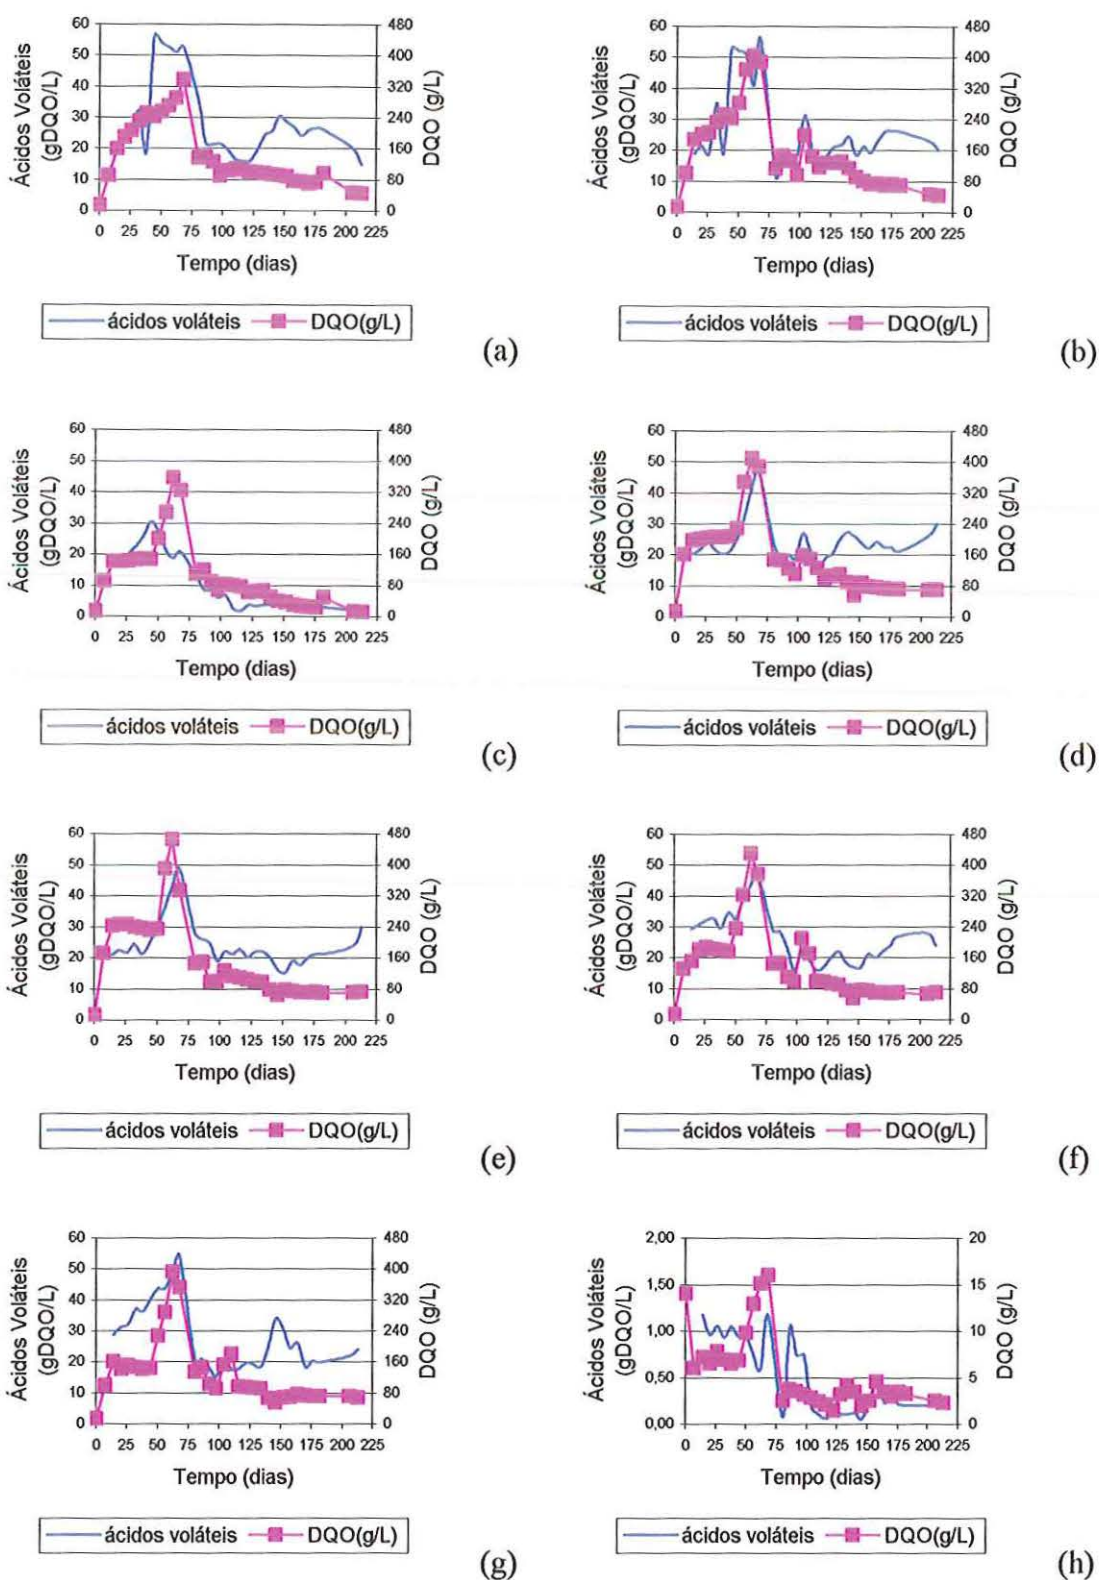 60 480
50 400
40 320
30 240
20 160
10 80
0 0
0 25 50 75 100 125 150 175 200 225
Ácidos Voláteis
(gDQO/L)
DQO (g/L)
Tempo (dias)
ácidos voláteis DQO(g/L)
(a)
60 480
50 400
40 320
30 240
20 160
10 80
0 0
0 25 50 75 100 125 150 175 200 225
Ácidos Voláteis
(gDQO/L)
DQO (g/L)
Tempo (dias)
ácidos voláteis DQO(g/L)
(b)
60 480
50 400
40 320
30 240
20 160
10 80
0 0
0 25 50 75 100 125 150 175 200 225
Ácidos Voláteis
(gDQO/L)
DQO (g/L)
Tempo (dias)
ácidos voláteis DQO(g/L)
(c)
60 480
50 400
40 320
30 240
20 160
10 80
0 0
0 25 50 75 100 125 150 175 200 225
Ácidos Voláteis
(gDQO/L)
DQO (g/L)
Tempo (dias)
ácidos voláteis DQO(g/L)
(d)
60 480
50 400
40 320
30 240
20 160
10 80
0 0
0 25 50 75 100 125 150 175 200 225
Ácidos Voláteis
(gDQO/L)
DQO (g/L)
Tempo (dias)
ácidos voláteis DQO(g/L)
(e)
60 480
50 400
40 320
30 240
20 160
10 80
0 0
0 25 50 75 100 125 150 175 200 225
Ácidos Voláteis
(gDQO/L)
DQO (g/L)
Tempo (dias)
ácidos voláteis DQO(g/L)
(f)
60 480
50 400
40 320
30 240
20 160
10 80
0 0
0 25 50 75 100 125 150 175 200 225
Ácidos Voláteis
(gDQO/L)
DQO (g/L)
Tempo (dias)
ácidos voláteis DQO(g/L)
(g)
2,00 20
1,50 15
1,00 10
0,50 5
0,00 0
0 25 50 75 100 125 150 175 200 225
Ácidos Voláteis
(gDQO/L)
DQO (g/L)
Tempo (dias)
ácidos voláteis DQO(g/L)
(h)